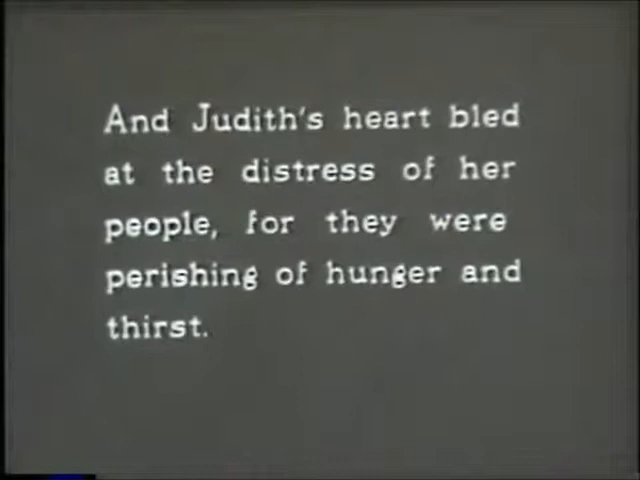 And Judith's heart bled
at the distress of her
people, for they were
perishing of hunger and
thirst.